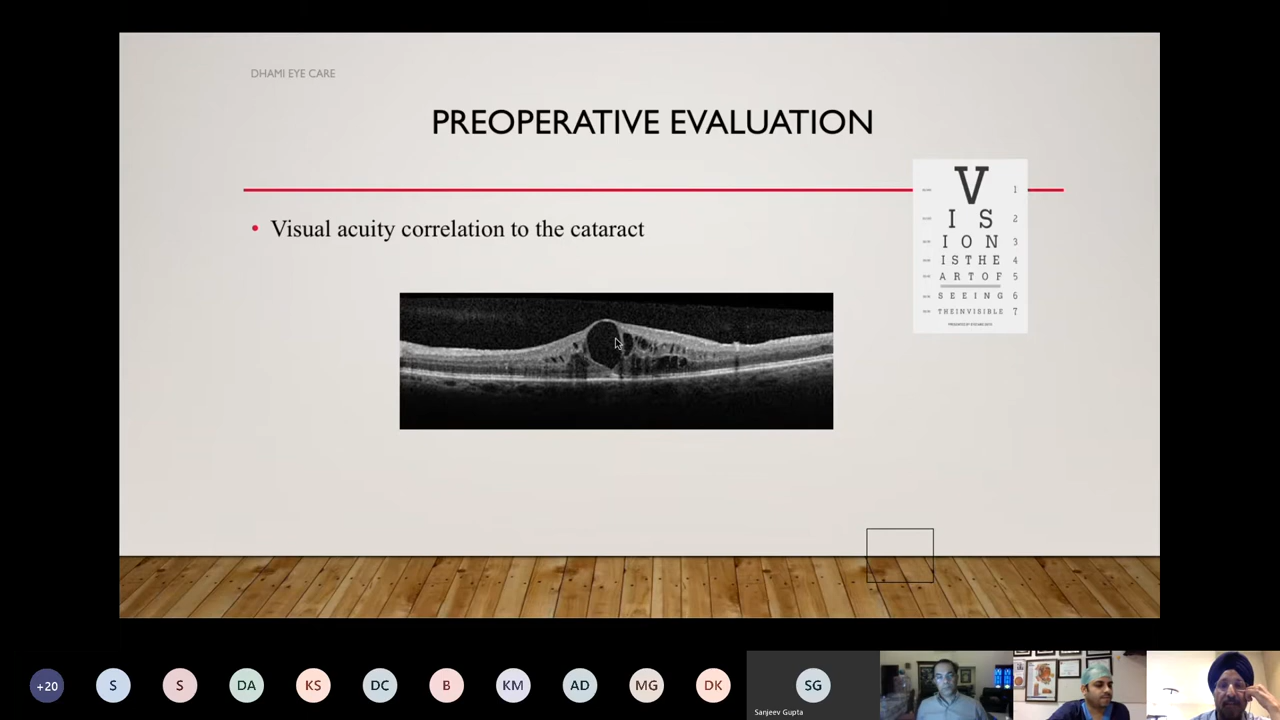 DHAMI EYE CARE
PREOPERATIVE EVALUATION
• Visual acuity correlation to the cataract
V 1
I S 2
I O N 3
I S T H E 4
A R T O F 5
S E E I N G 6
T H E I N V I S I B L E 7
+20 S S DA KS DC B KM AD MG DK SG
Sanjeev Gupta